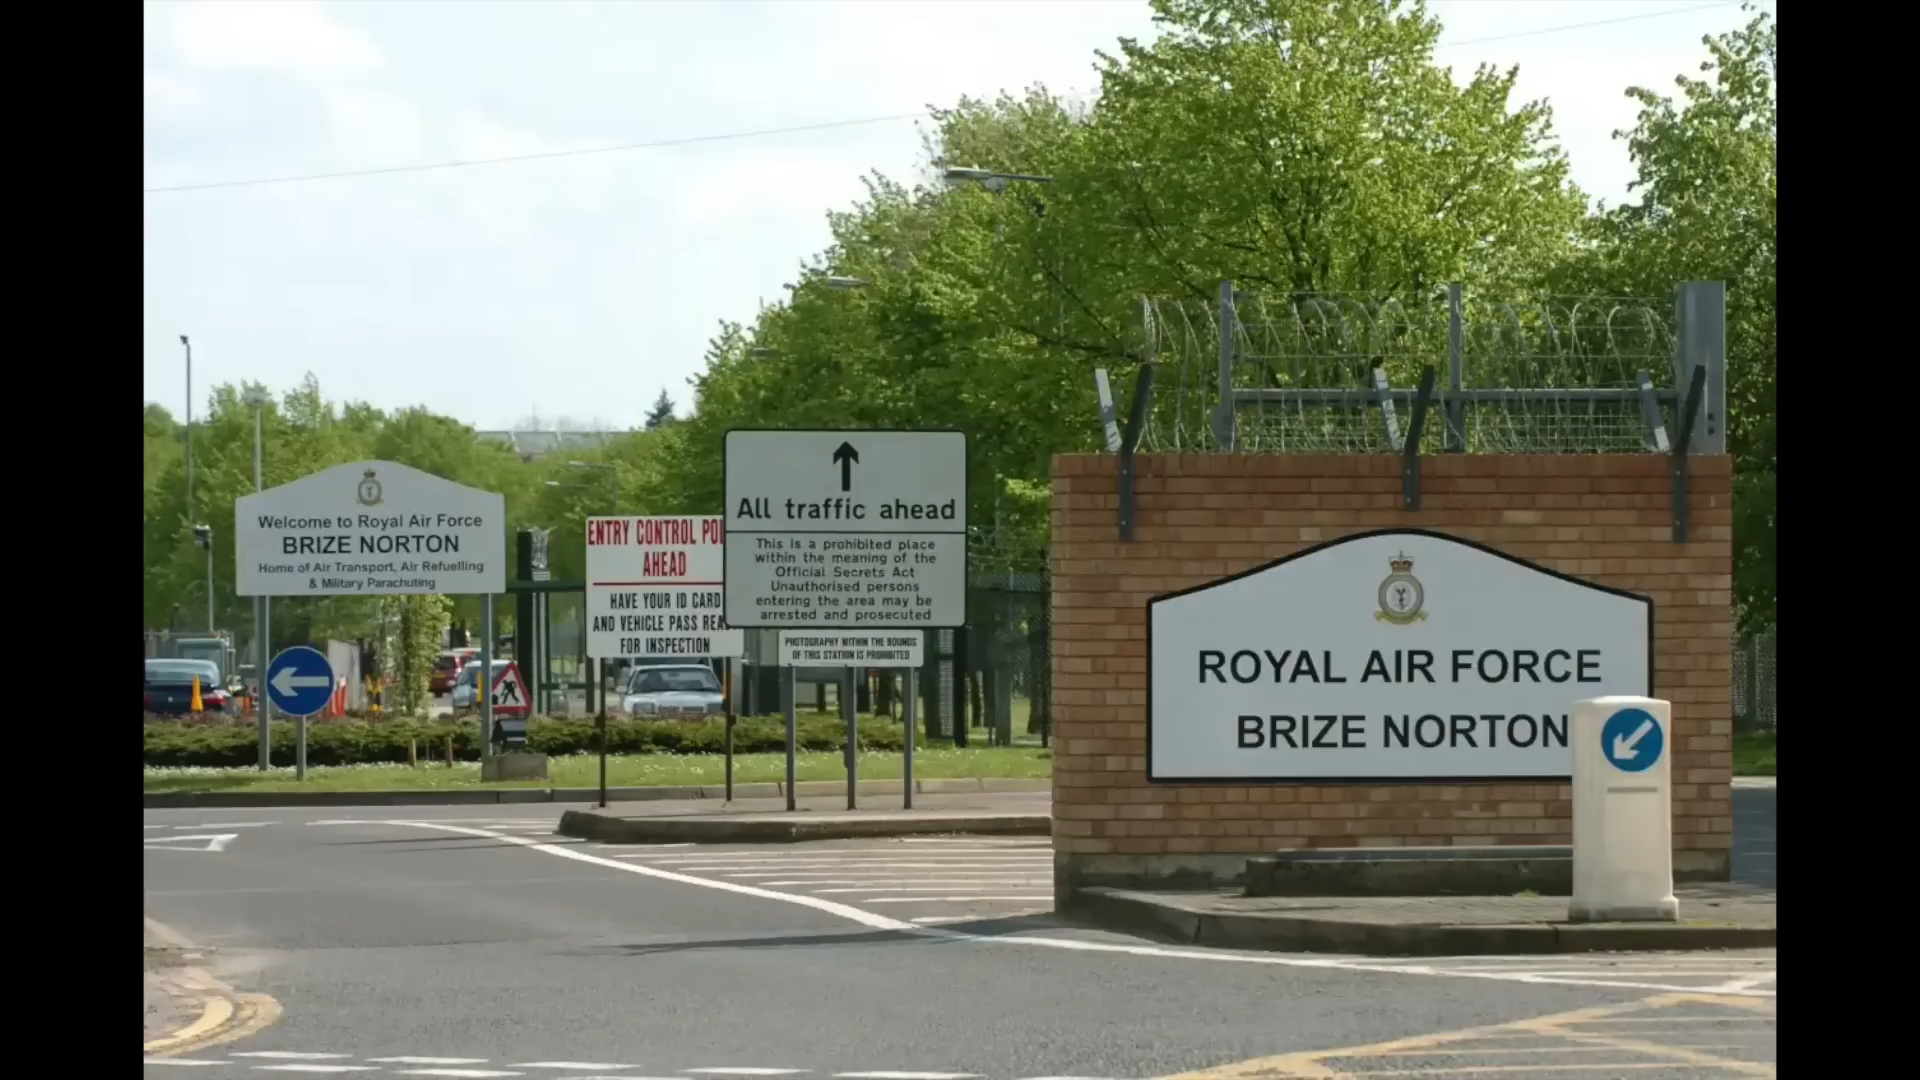 Welcome to Royal Air Force
BRIZE NORTON
Home of Air Transport, Air Refuelling
& Military Parachuting
ENTRY CONTROL POI
AHEAD
HAVE YOUR ID CARD
AND VEHICLE PASS REA
FOR INSPECTION
All traffic ahead
This is a prohibited place
within the meaning of the
Official Secrets Act
Unauthorised persons
entering the area may be
arrested and prosecuted
PHOTOGRAPHY WITHIN THE BOUNDS
OF THIS STATION IS PROHIBITED
ROYAL AIR FORCE
BRIZE NORTON